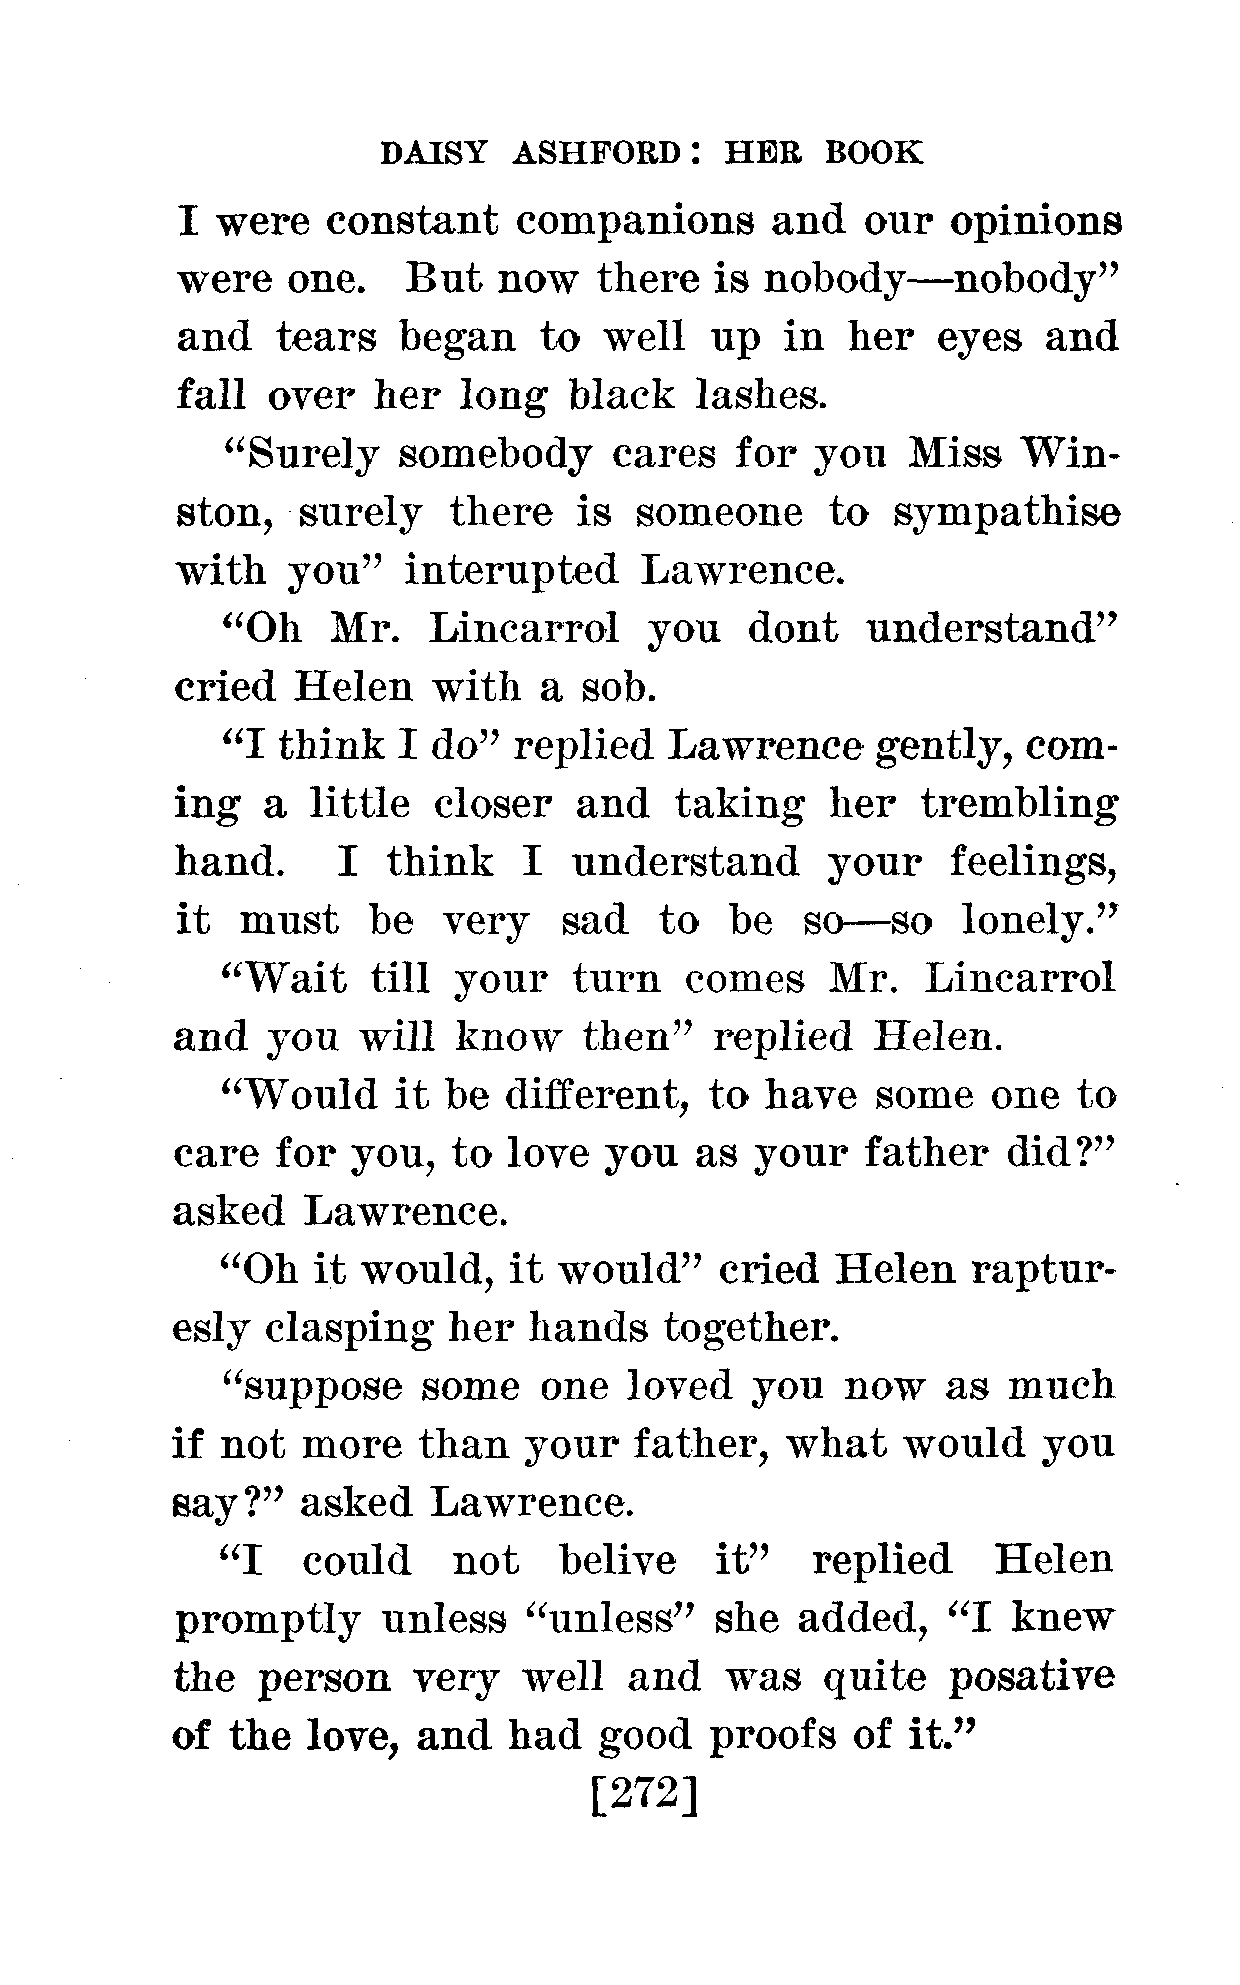 DAISY ASHFORD: HER BOOK
I were constant companions and our opinions
were one. But now there is nobody—nobody”
and tears began to well up in her eyes and
fall over her long black lashes.
“Surely somebody cares for you Miss Win-
ston, surely there is someone to sympathise
with you” interupted Lawrence.
“Oh Mr. Lincarrol you dont understand”
cried Helen with a sob.
“I think I do” replied Lawrence gently, com-
ing a little closer and taking her trembling
hand. I think I understand your feelings,
it must be very sad to be so—so lonely.”
“Wait till your turn comes Mr. Lincarrol
and you will know then” replied Helen.
“Would it be different, to have some one to
care for you, to love you as your father did?”
asked Lawrence.
“Oh it would, it would” cried Helen raptur-
esly clasping her hands together.
“suppose some one loved you now as much
if not more than your father, what would you
say?” asked Lawrence.
“I could not belive it” replied Helen
promptly unless “unless” she added, “I knew
the person very well and was quite posative
of the love, and had good proofs of it.”
[272]